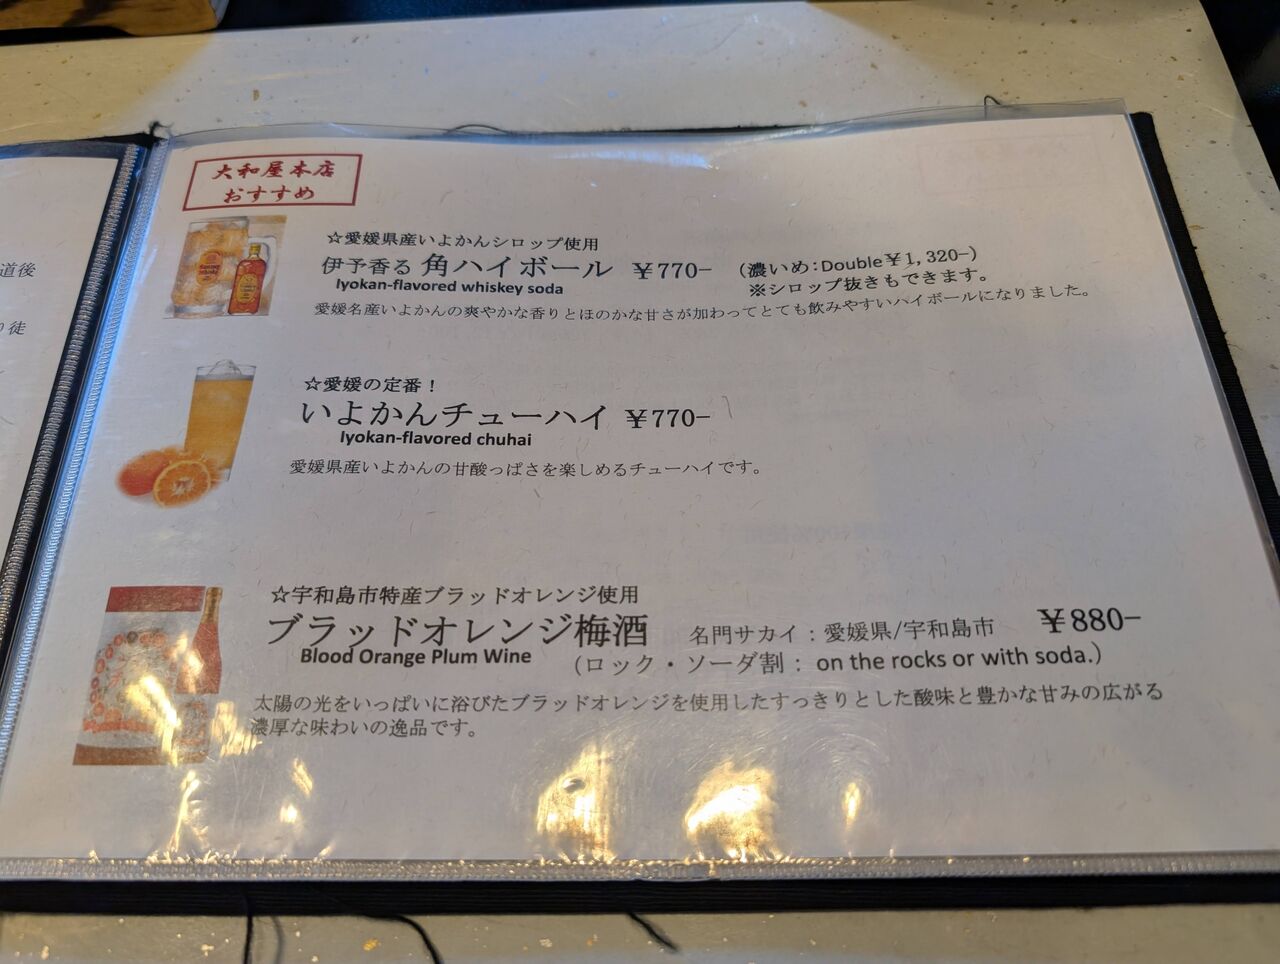 大和屋本店
おすすめ
☆愛媛県産いよかんシロップ使用
伊予香る 角ハイボール ￥770- (濃いめ:Double￥1,320-)
Iyokan-flavored whiskey soda ※シロップ抜きもできます。
愛媛名産いよかんの爽やかな香りとほのかな甘さが加わってとても飲みやすいハイボールになりました。
☆愛媛の定番！
いよかんチューハイ ￥770-
Iyokan-flavored chuhai
愛媛県産いよかんの甘酸っぱさを楽しめるチューハイです。
☆宇和島市特産ブラッドオレンジ使用
ブラッドオレンジ梅酒 名門サカイ：愛媛県/宇和島市 ￥880-
Blood Orange Plum Wine （ロック・ソーダ割： on the rocks or with soda.）
太陽の光をいっぱいに浴びたブラッドオレンジを使用したすっきりとした酸味と豊かな甘みの広がる
濃厚な味わいの逸品です。
道後
り徒